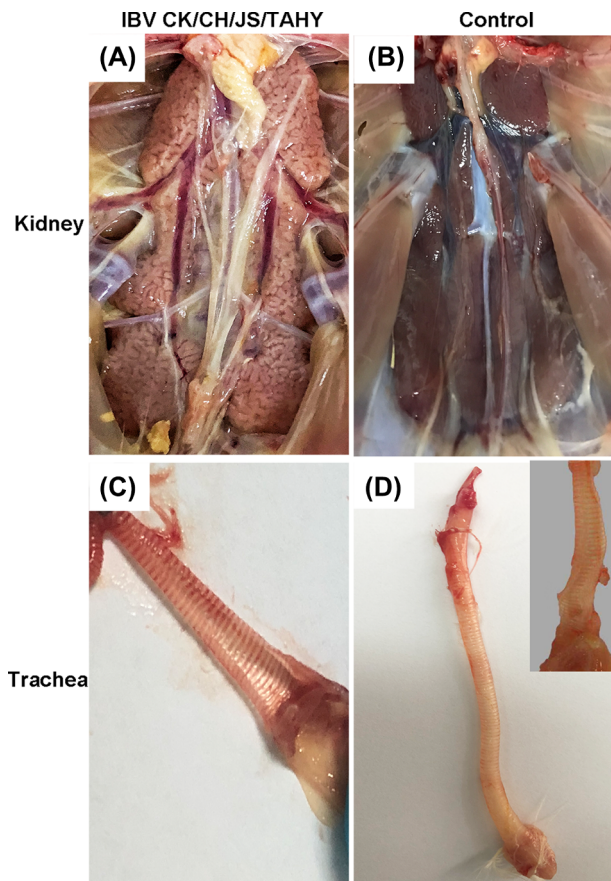 IBV CK/CH/JS/TAHY
Control
(A)
(B)
Kidney
(C)
(D)
Trachea